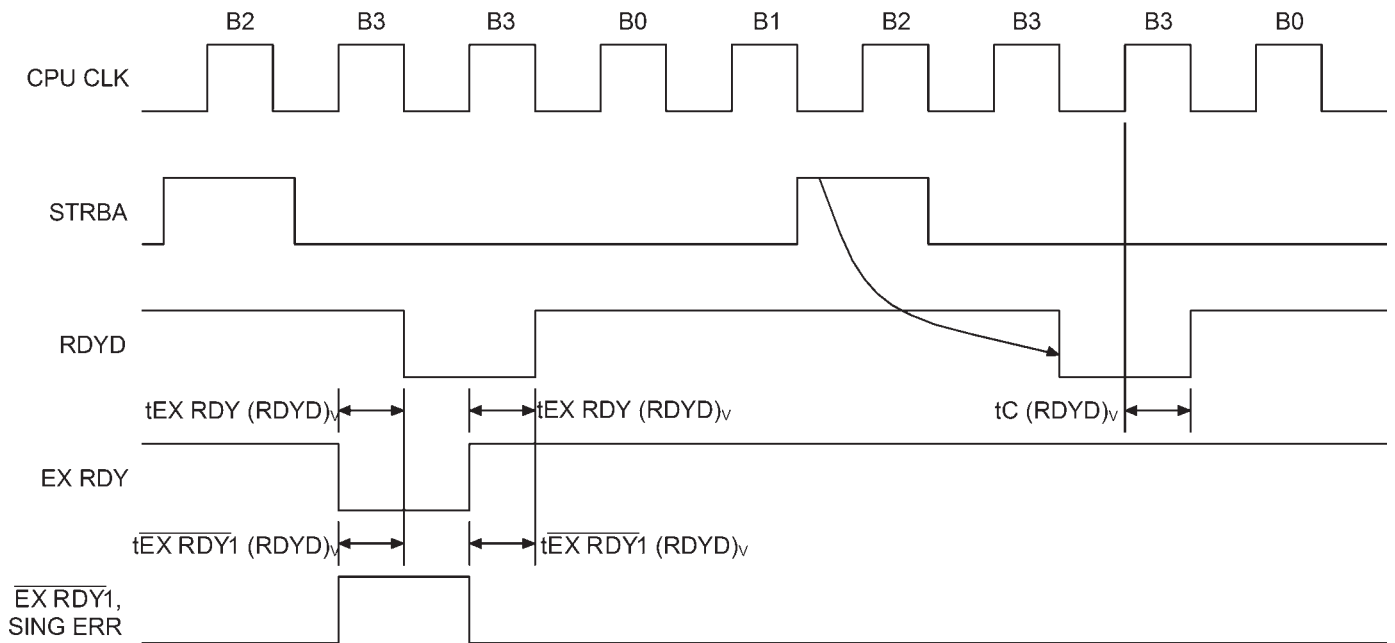 B2 B3 B3 B0 B1 B2 B3 B3 B0
CPU CLK
STRBA
RDYD
tEX RDY (RDYD)V tEX RDY (RDYD)V tC (RDYD)V
EX RDY
tEX RDY1 (RDYD)V tEX RDY1 (RDYD)V
EX RDY1,
SING ERR